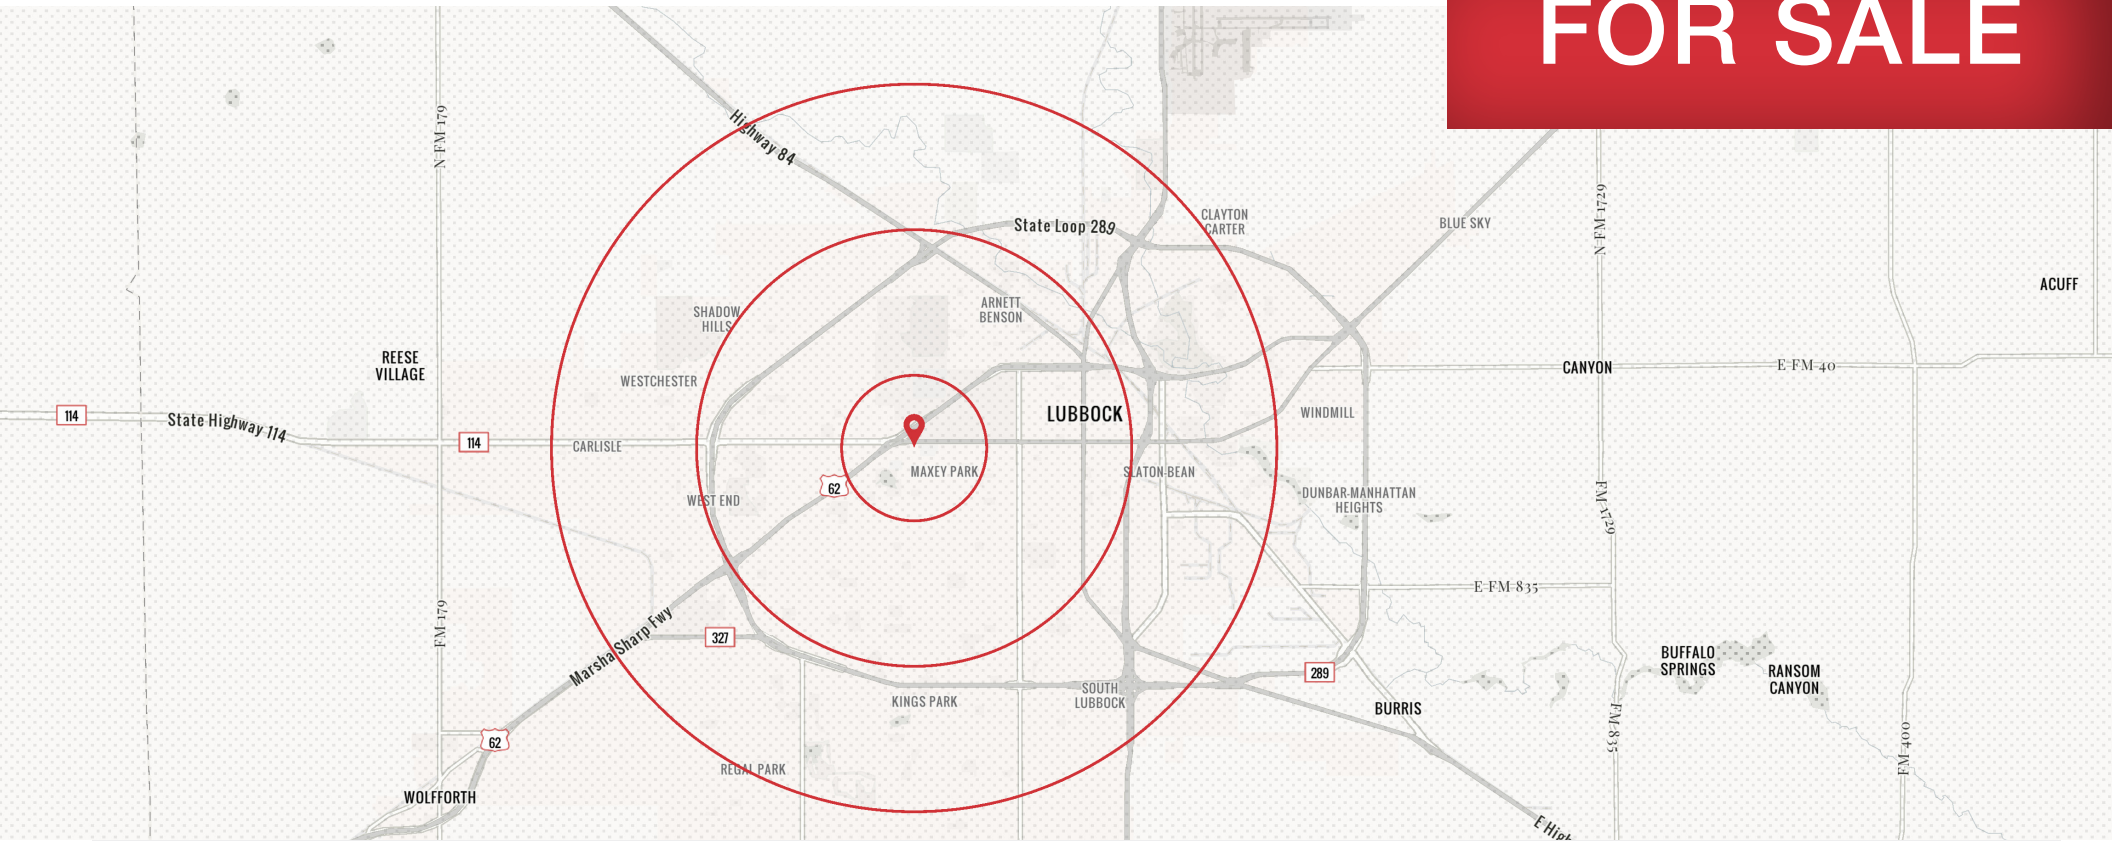 FOR SALE
N FM 179
Highway 84
State Loop 289
CLAYTON
CARTER
BLUE SKY
N FM 1729
ACUFF
SHADOW
HILLS
ARNETT
BENSON
REESE
VILLAGE
WESTCHESTER
CANYON
E FM 40
114
State Highway 114
114
CARLISLE
LUBBOCK
WINDMILL
MAXEY PARK
SLATON-BEAN
62
WEST END
DUNBAR-MANHATTAN
HEIGHTS
FM 1729
E FM 835
FM 179
Marsha Sharp Fwy
327
289
BUFFALO
SPRINGS
RANSOM
CANYON
KINGS PARK
SOUTH
LUBBOCK
BURRIS
FM 835
FM 400
62
REGAL PARK
WOLFFORTH
E High